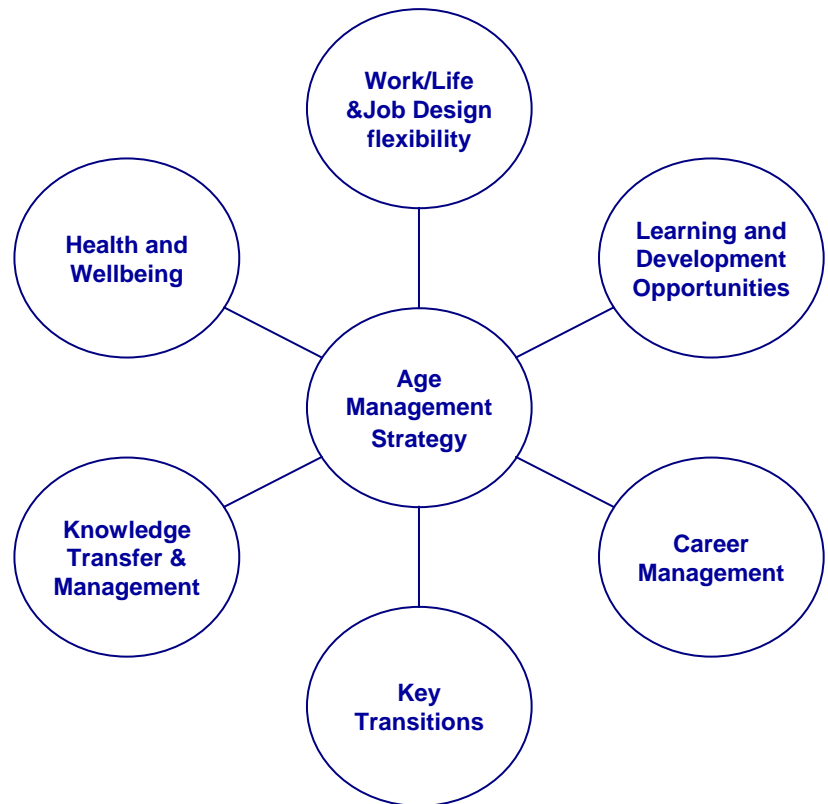 Work/Life
&Job Design
flexibility
Health and
Wellbeing
Learning and
Development
Opportunities
Age
Management
Strategy
Knowledge
Transfer &
Management
Career
Management
Key
Transitions